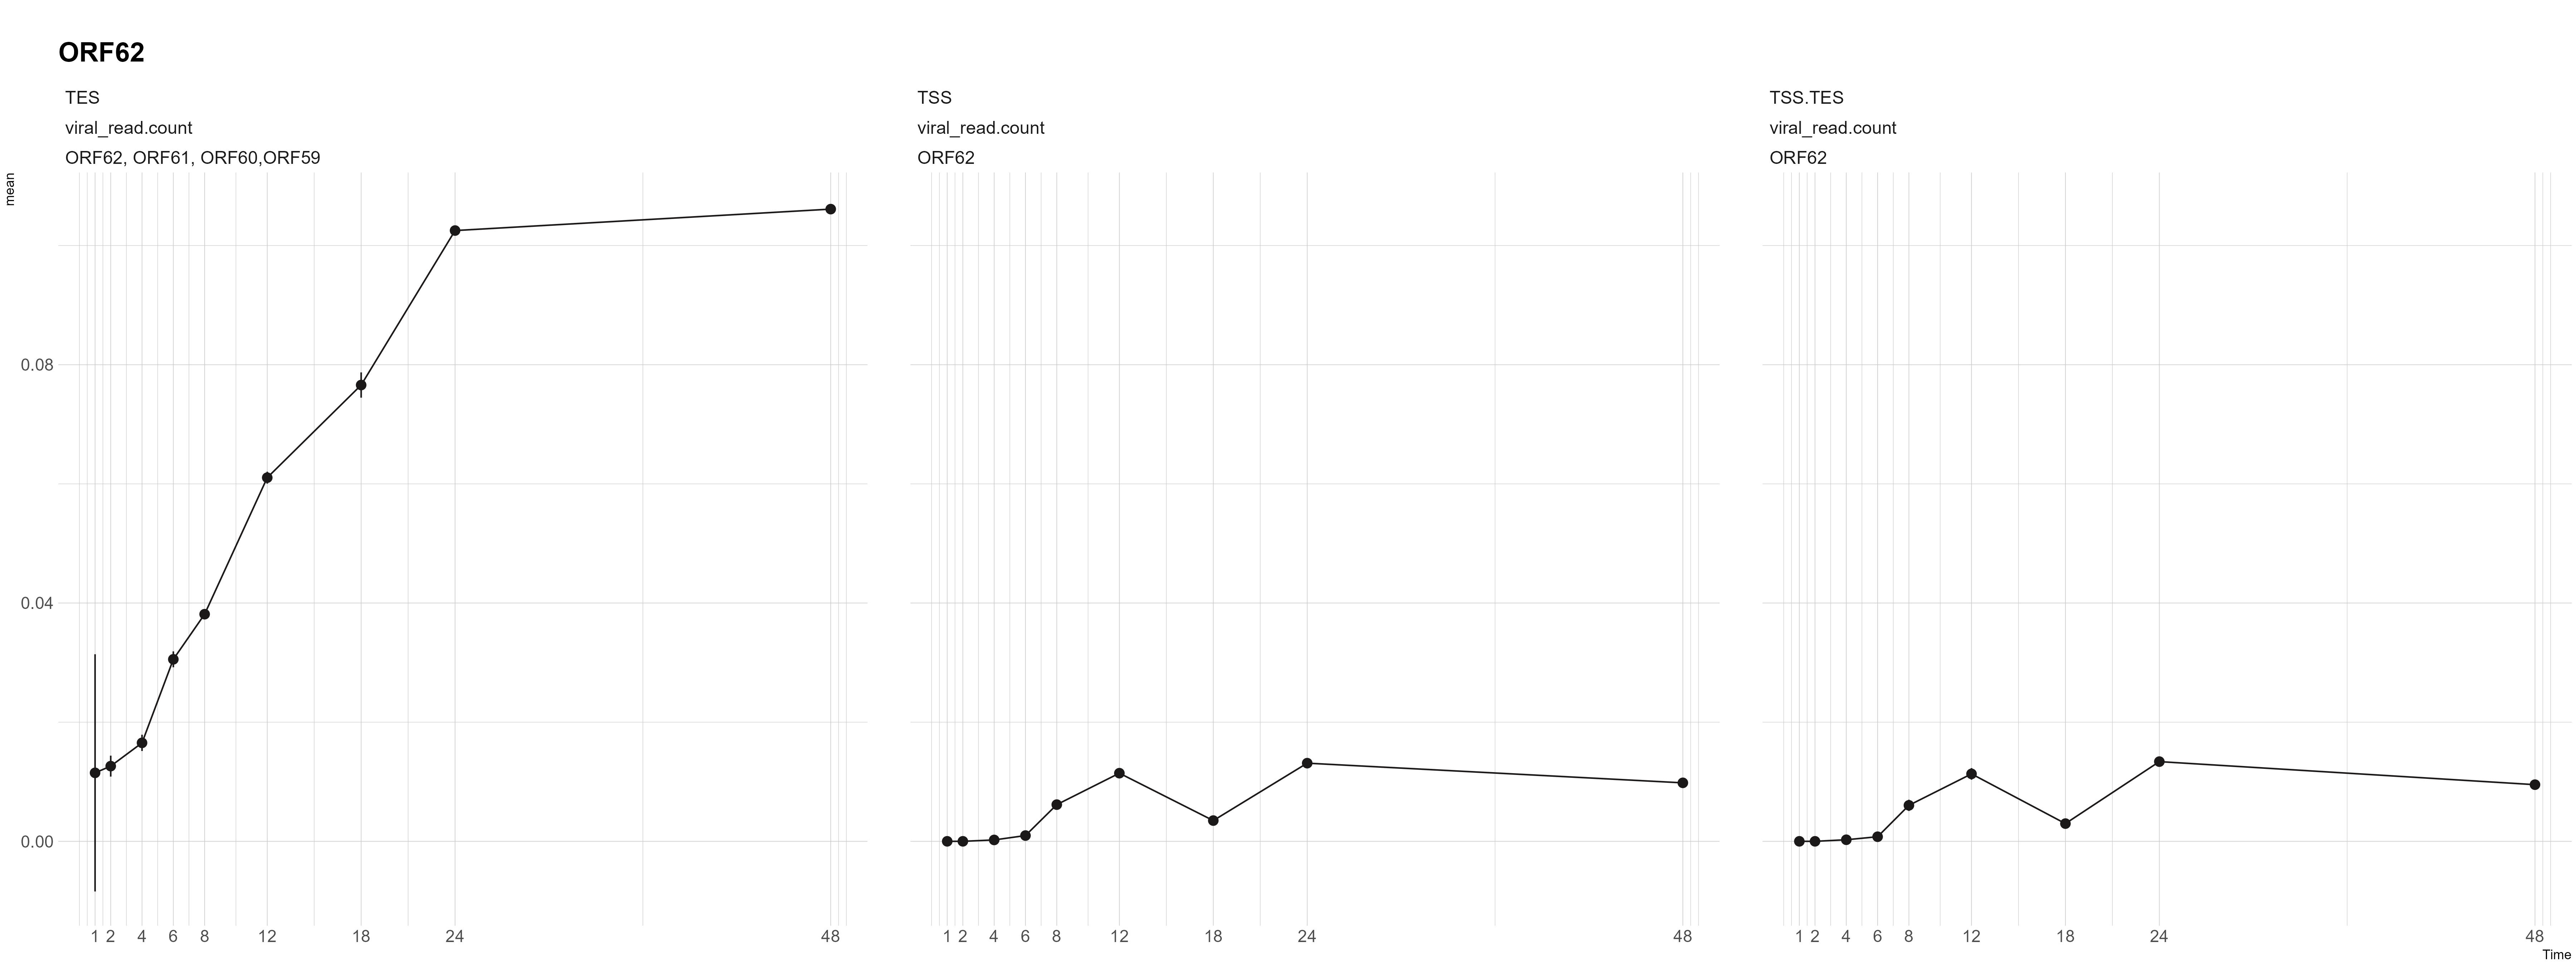 ORF62
TES
viral_read.count
ORF62, ORF61, ORF60,ORF59
TSS
viral_read.count
ORF62
TSS.TES
viral_read.count
ORF62
mean
0.08
0.04
0.00
1 2 4 6 8 12 18 24 48
1 2 4 6 8 12 18 24 48
1 2 4 6 8 12 18 24 48
Time